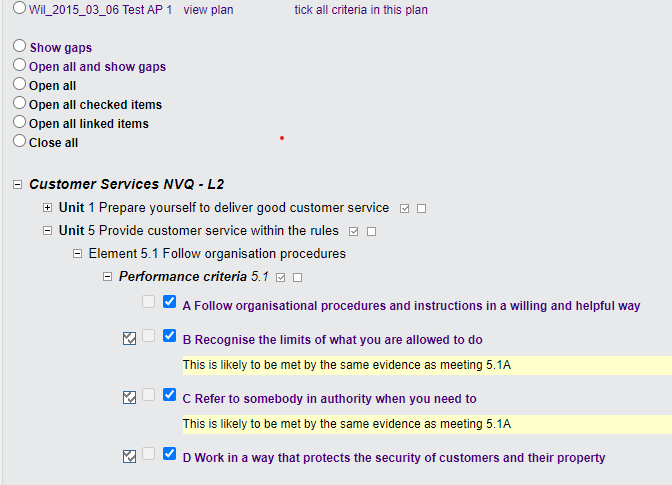 Wil_2015_03_06 Test AP 1 view plan tick all criteria in this plan
Show gaps
Open all and show gaps
Open all
Open all checked items
Open all linked items
Close all
Customer Services NVQ - L2
Unit 1 Prepare yourself to deliver good customer service
Unit 5 Provide customer service within the rules
Element 5.1 Follow organisation procedures
Performance criteria 5.1
A Follow organisational procedures and instructions in a willing and helpful way
B Recognise the limits of what you are allowed to do
This is likely to be met by the same evidence as meeting 5.1A
C Refer to somebody in authority when you need to
This is likely to be met by the same evidence as meeting 5.1A
D Work in a way that protects the security of customers and their property